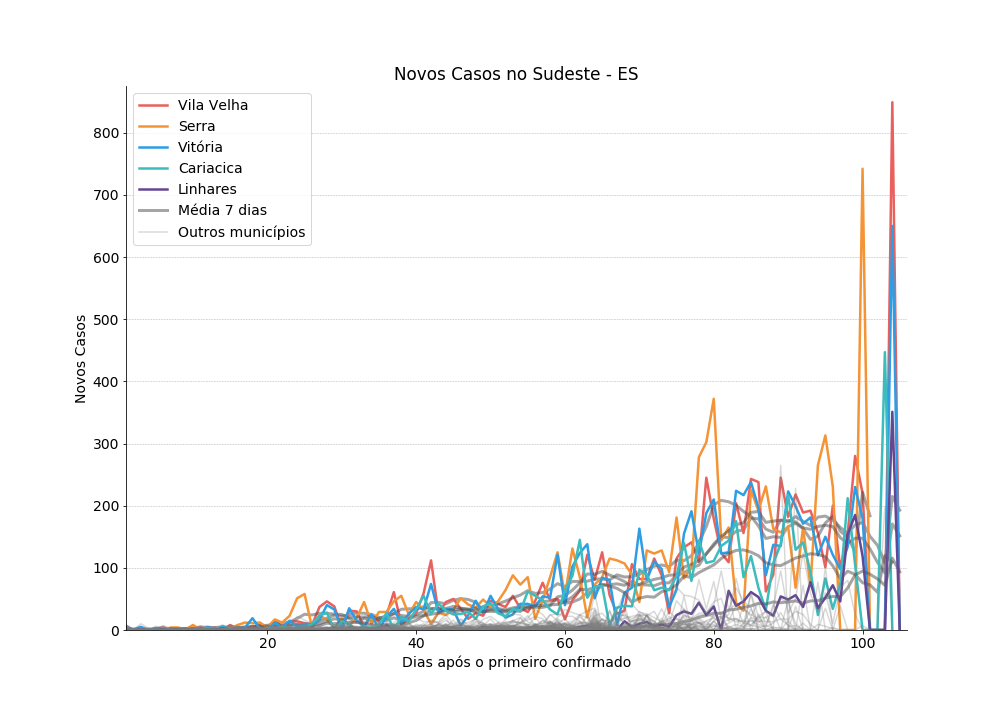 Novos Casos no Sudeste - ES
Vila Velha
Serra
Vitória
Cariacica
Linhares
Média 7 dias
Outros municípios
800
700
600
500
400
300
200
100
0
Novos Casos
20
40
60
80
100
Dias após o primeiro confirmado